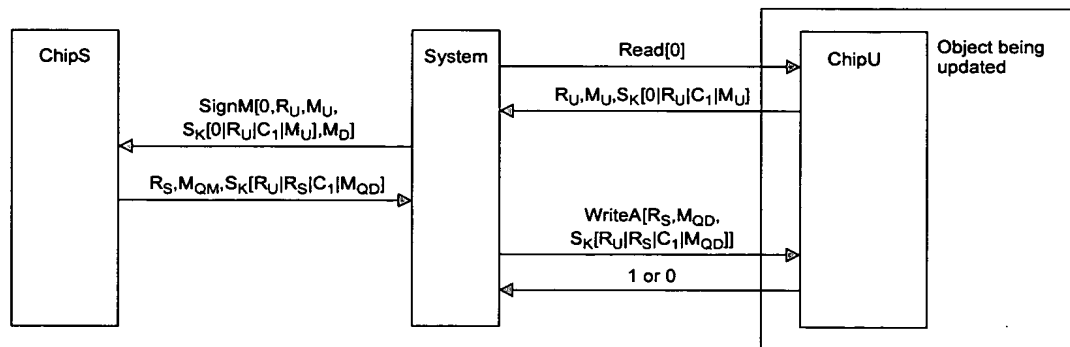 ChipS
System
ChipU
Object being
updated
Read[0]
R_U,M_U,S_K[0|R_U|C_1|M_U]
SignM[0,R_U,M_U,
S_K[0|R_U|C_1|M_U],M_D]
R_S,M_QM,S_K[R_U|R_S|C_1|M_QD]
WriteA[R_S,M_QD,
S_K[R_U|R_S|C_1|M_QD]]
1 or 0